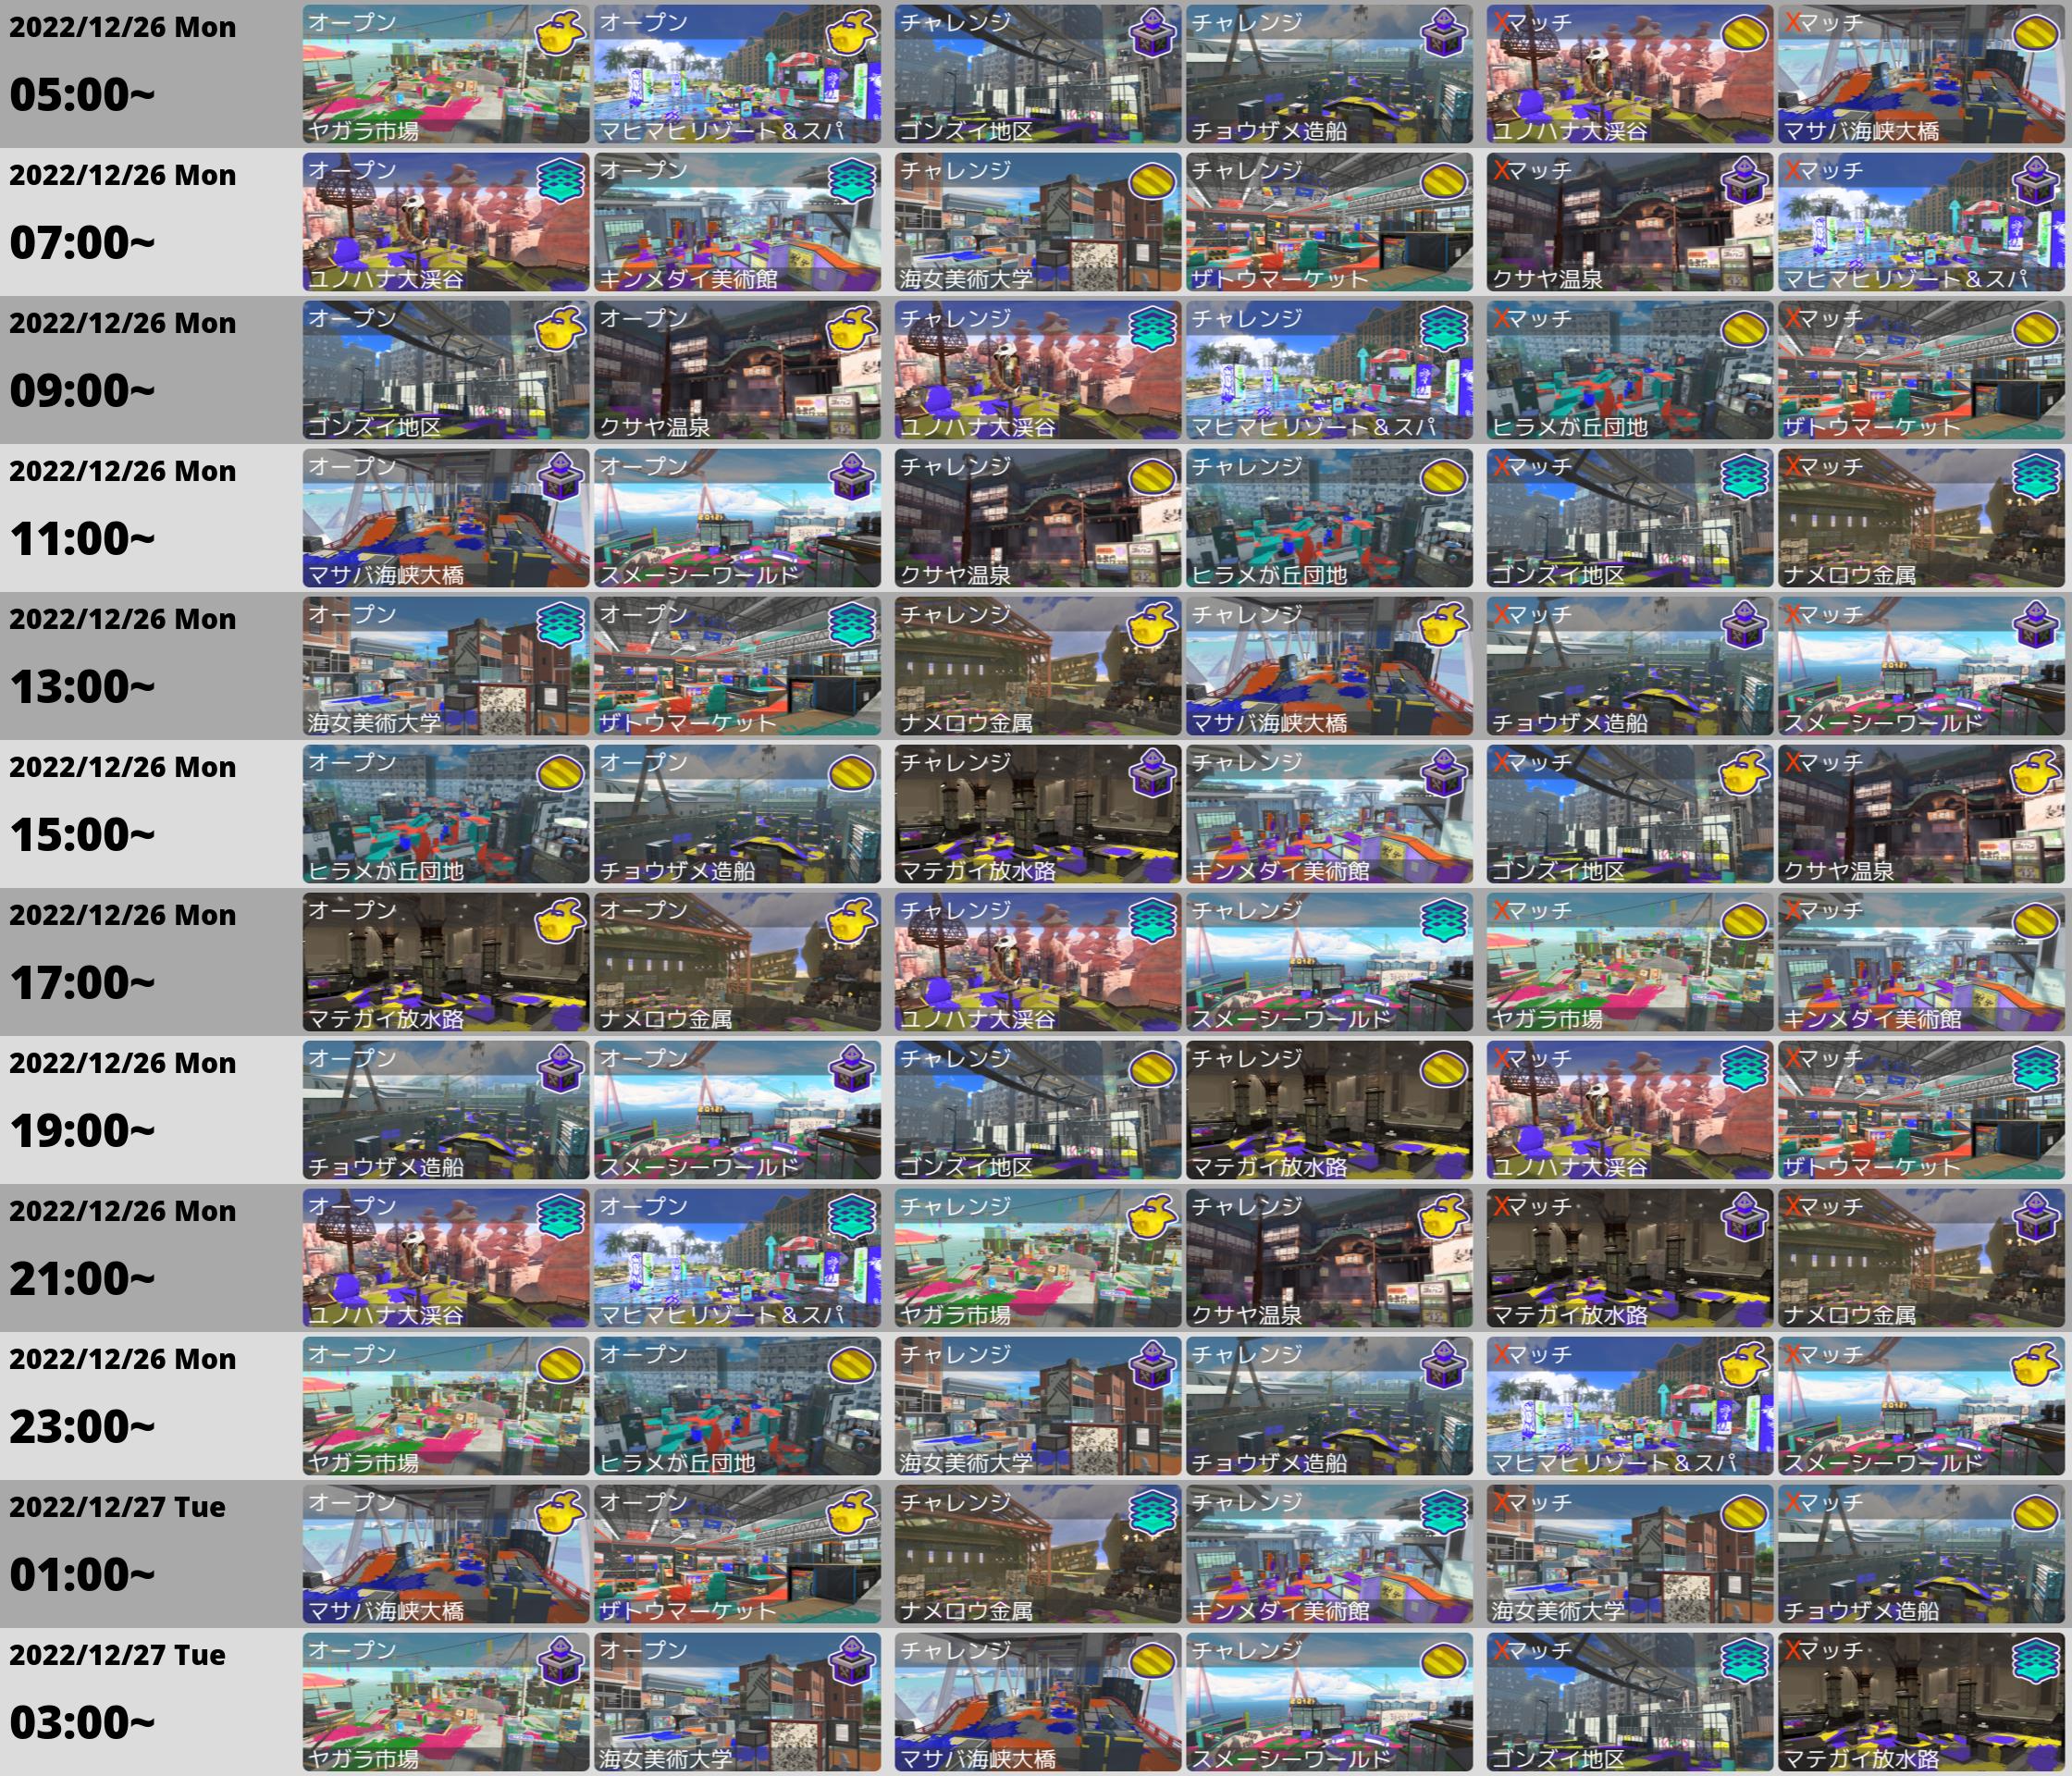 2022/12/26 Mon
05:00~
オープン オープン チャレンジ チャレンジ Xマッチ Xマッチ
ヤガラ市場 マヒマヒリゾート＆スパ ゴンズイ地区 チョウザメ造船 ユノハナ大渓谷 マサバ海峡大橋
2022/12/26 Mon
07:00~
オープン オープン チャレンジ チャレンジ Xマッチ Xマッチ
ユノハナ大渓谷 キンメダイ美術館 海女美術大学 ザトウマーケット クサヤ温泉 マヒマヒリゾート＆スパ
2022/12/26 Mon
09:00~
オープン オープン チャレンジ チャレンジ Xマッチ Xマッチ
ゴンズイ地区 クサヤ温泉 ユノハナ大渓谷 マヒマヒリゾート＆スパ ヒラメが丘団地 ザトウマーケット
2022/12/26 Mon
11:00~
オープン オープン チャレンジ チャレンジ Xマッチ Xマッチ
マサバ海峡大橋 スメーシーワールド クサヤ温泉 ヒラメが丘団地 ゴンズイ地区 ナメロウ金属
2022/12/26 Mon
13:00~
オープン オープン チャレンジ チャレンジ Xマッチ Xマッチ
海女美術大学 ザトウマーケット ナメロウ金属 マサバ海峡大橋 チョウザメ造船 スメーシーワールド
2022/12/26 Mon
15:00~
オープン オープン チャレンジ チャレンジ Xマッチ Xマッチ
ヒラメが丘団地 チョウザメ造船 マテガイ放水路 キンメダイ美術館 ゴンズイ地区 クサヤ温泉
2022/12/26 Mon
17:00~
オープン オープン チャレンジ チャレンジ Xマッチ Xマッチ
マテガイ放水路 ナメロウ金属 ユノハナ大渓谷 スメーシーワールド ヤガラ市場 キンメダイ美術館
2022/12/26 Mon
19:00~
オープン オープン チャレンジ チャレンジ Xマッチ Xマッチ
チョウザメ造船 スメーシーワールド ゴンズイ地区 マテガイ放水路 ユノハナ大渓谷 ザトウマーケット
2022/12/26 Mon
21:00~
オープン オープン チャレンジ チャレンジ Xマッチ Xマッチ
ユノハナ大渓谷 マヒマヒリゾート＆スパ ヤガラ市場 クサヤ温泉 マテガイ放水路 ナメロウ金属
2022/12/26 Mon
23:00~
オープン オープン チャレンジ チャレンジ Xマッチ Xマッチ
ヤガラ市場 ヒラメが丘団地 海女美術大学 チョウザメ造船 マヒマヒリゾート＆スパ スメーシーワールド
2022/12/27 Tue
01:00~
オープン オープン チャレンジ チャレンジ Xマッチ Xマッチ
マサバ海峡大橋 ザトウマーケット ナメロウ金属 キンメダイ美術館 海女美術大学 チョウザメ造船
2022/12/27 Tue
03:00~
オープン オープン チャレンジ チャレンジ Xマッチ Xマッチ
ヤガラ市場 海女美術大学 マサバ海峡大橋 スメーシーワールド ゴンズイ地区 マテガイ放水路